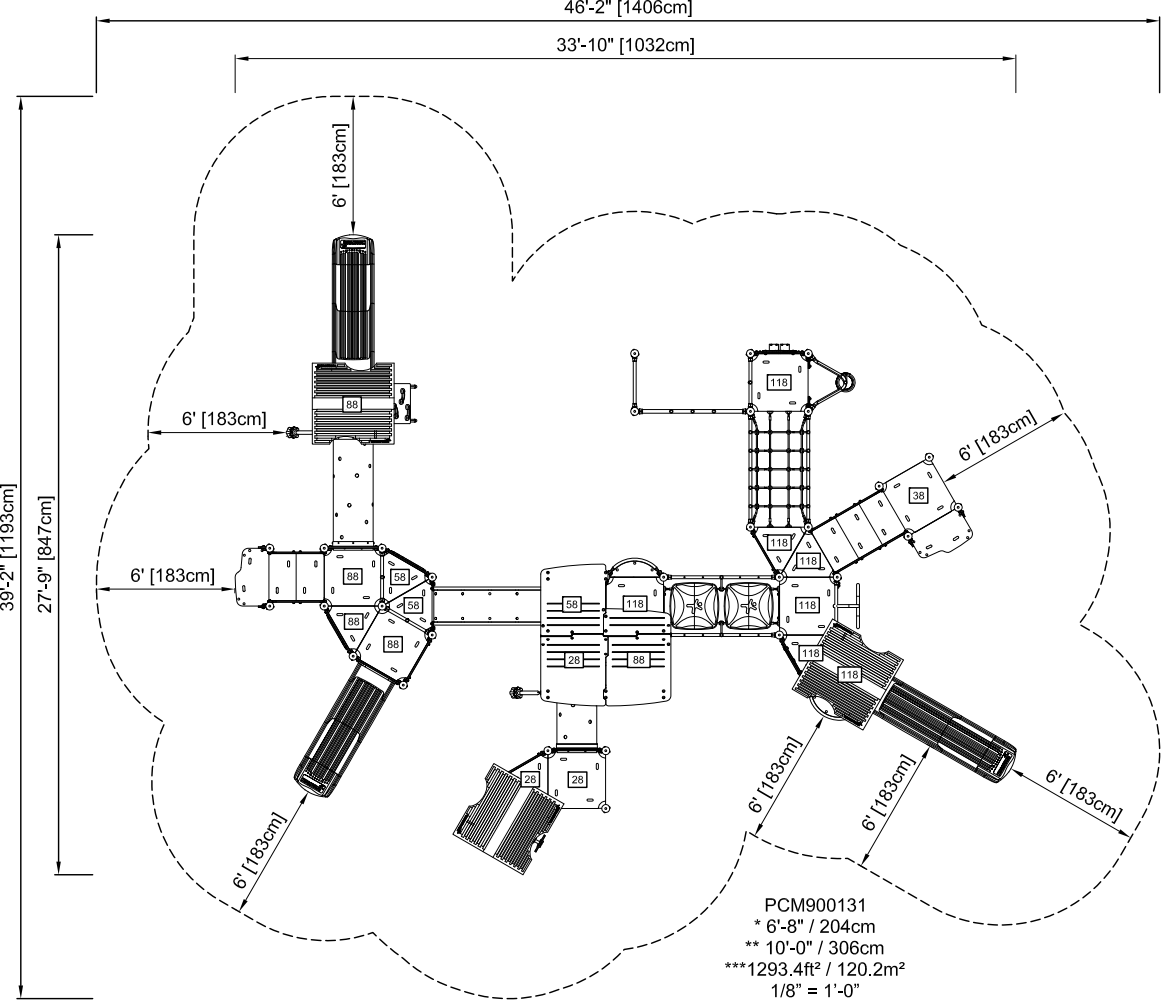 46'-2" [1406cm]
33'-10" [1032cm]
6' [183cm]
39'-2" [1193cm]
27'-9" [847cm]
88
6' [183cm]
118
6' [183cm]
38
118
118
6' [183cm]
88
58
58
88
88
58
118
118
28
88
118
118
28
28
6' [183cm]
6' [183cm]
6' [183cm]
6' [183cm]
PCM900131
* 6'-8" / 204cm
** 10'-0" / 306cm
***1293.4ft² / 120.2m²
1/8” = 1’-0”